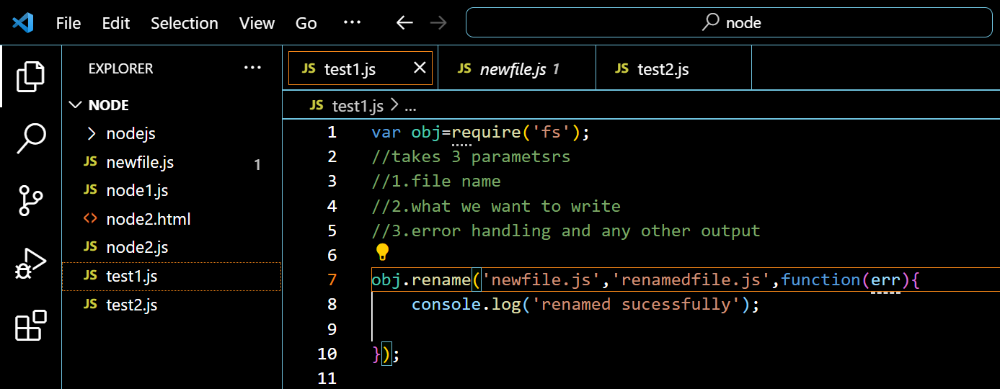 File Edit Selection View Go ··· node
EXPLORER ···
NODE
nodejs
JS newfile.js 1
JS node1.js
<> node2.html
JS node2.js
JS test1.js
JS test2.js
JS test1.js JS newfile.js 1 JS test2.js
JS test1.js > ...
1 var obj=require('fs');
2 //takes 3 parametsrs
3 //1.file name
4 //2.what we want to write
5 //3.error handling and any other output
6
7 obj.rename('newfile.js','renamedfile.js',function(err){
8 console.log('renamed sucessfully');
9
10 });
11